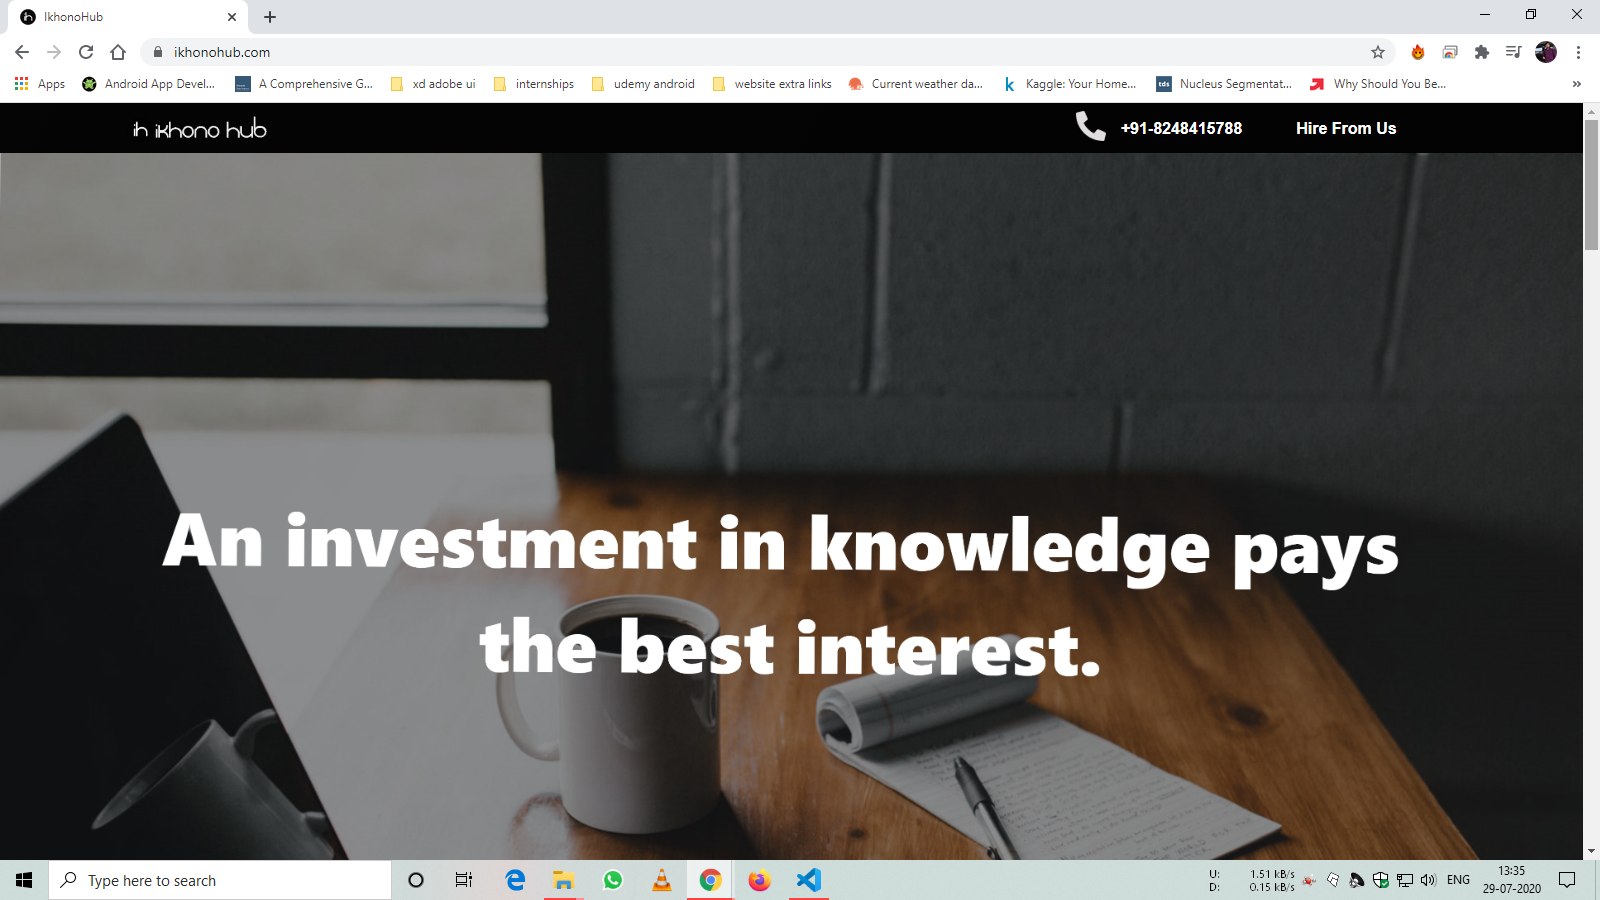 IkhonoHub
ikhonohub.com
Apps
Android App Devel...
A Comprehensive G...
xd adobe ui
internships
udemy android
website extra links
Current weather da...
k
Kaggle: Your Home...
tds
Nucleus Segmentat...
Why Should You Be...
»
ih ikhono hub
+91-8248415788
Hire From Us
An investment in knowledge pays
the best interest.
Type here to search
U: 1.51 kB/s
D: 0.15 kB/s
ENG
13:35
29-07-2020